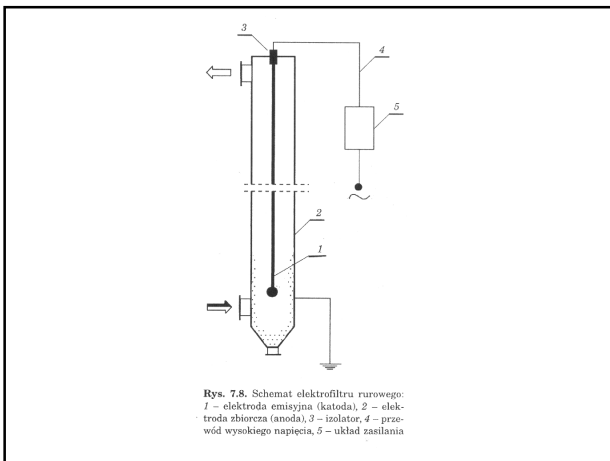 3
4
5
2
1
Rys. 7.8. Schemat elektrofiltru rurowego:
1 – elektroda emisyjna (katoda), 2 – elek-
troda zbiorcza (anoda), 3 – izolator, 4 – prze-
wód wysokiego napięcia, 5 – układ zasilania